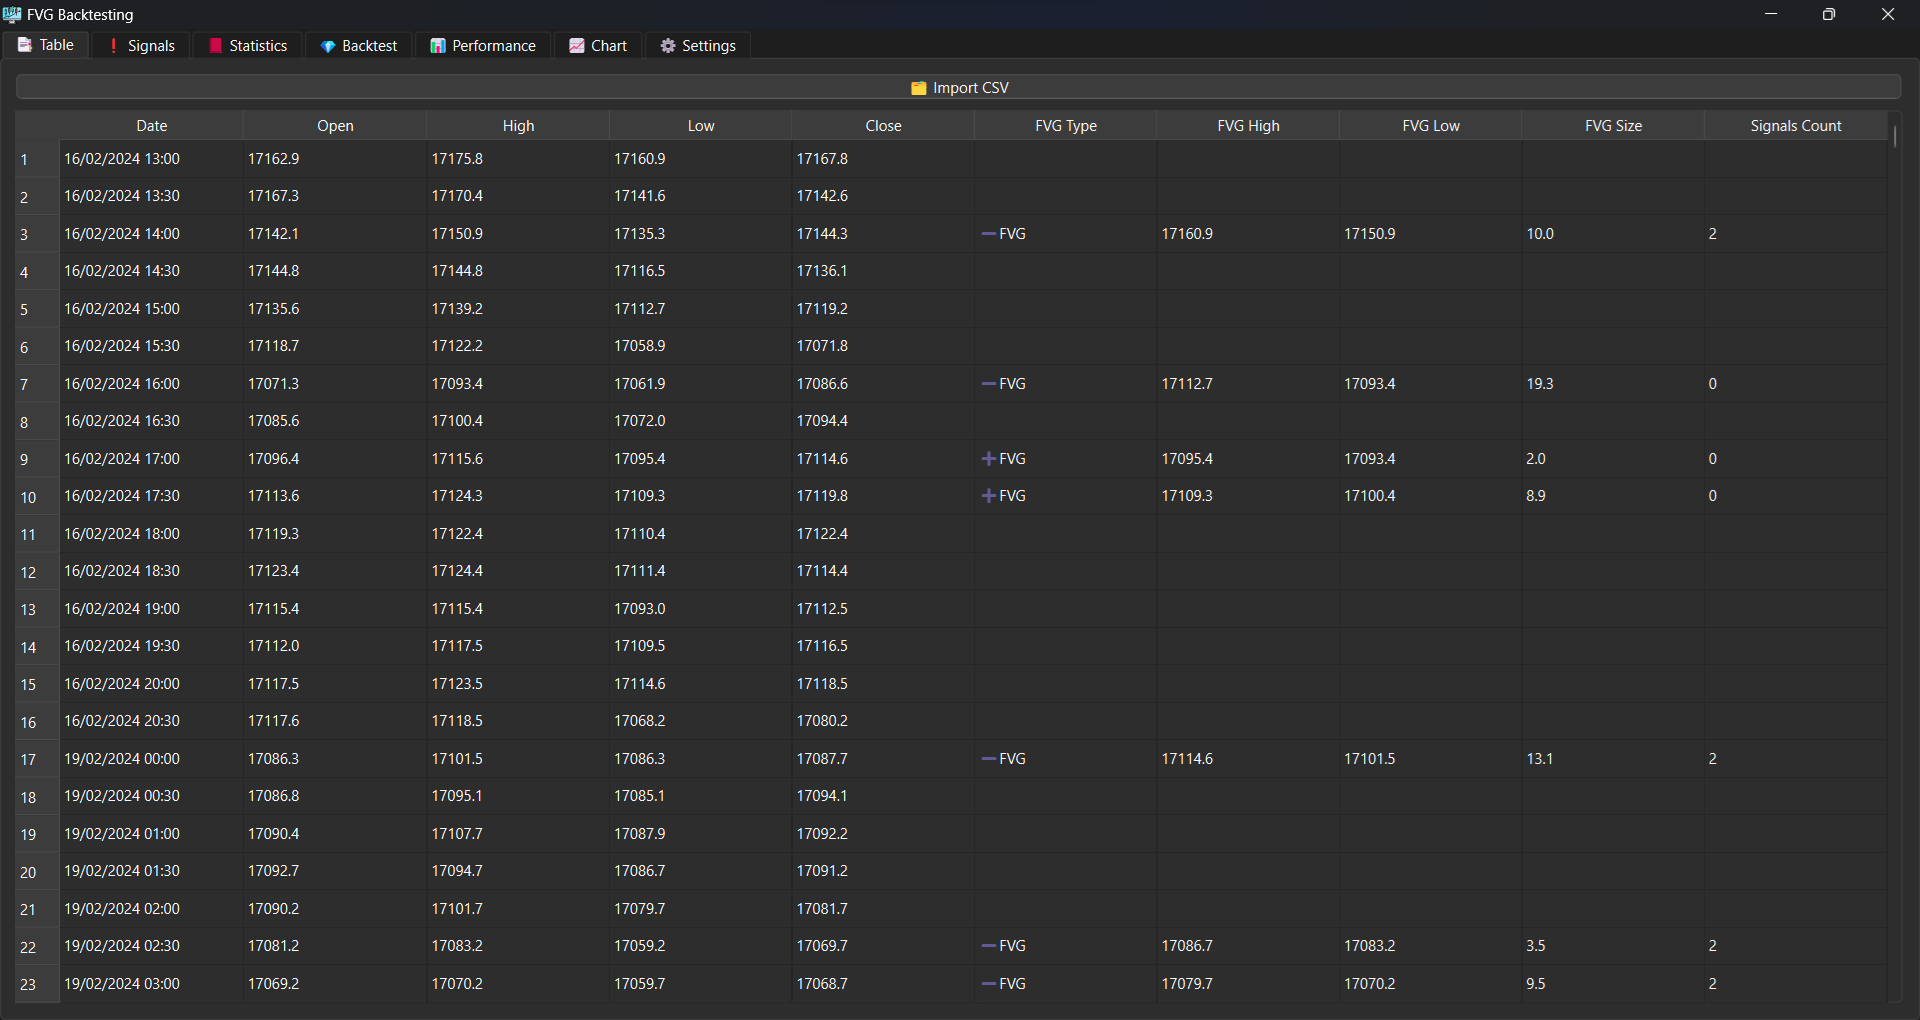 FVG Backtesting
Table Signals Statistics Backtest Performance Chart Settings
Import CSV
Date Open High Low Close FVG Type FVG High FVG Low FVG Size Signals Count
1 16/02/2024 13:00 17162.9 17175.8 17160.9 17167.8
2 16/02/2024 13:30 17167.3 17170.4 17141.6 17142.6
3 16/02/2024 14:00 17142.1 17150.9 17135.3 17144.3 − FVG 17160.9 17150.9 10.0 2
4 16/02/2024 14:30 17144.8 17144.8 17116.5 17136.1
5 16/02/2024 15:00 17135.6 17139.2 17112.7 17119.2
6 16/02/2024 15:30 17118.7 17122.2 17058.9 17071.8
7 16/02/2024 16:00 17071.3 17093.4 17061.9 17086.6 − FVG 17112.7 17093.4 19.3 0
8 16/02/2024 16:30 17085.6 17100.4 17072.0 17094.4
9 16/02/2024 17:00 17096.4 17115.6 17095.4 17114.6 + FVG 17095.4 17093.4 2.0 0
10 16/02/2024 17:30 17113.6 17124.3 17109.3 17119.8 + FVG 17109.3 17100.4 8.9 0
11 16/02/2024 18:00 17119.3 17122.4 17110.4 17122.4
12 16/02/2024 18:30 17123.4 17124.4 17111.4 17114.4
13 16/02/2024 19:00 17115.4 17115.4 17093.0 17112.5
14 16/02/2024 19:30 17112.0 17117.5 17109.5 17116.5
15 16/02/2024 20:00 17117.5 17123.5 17114.6 17118.5
16 16/02/2024 20:30 17117.6 17118.5 17068.2 17080.2
17 19/02/2024 00:00 17086.3 17101.5 17086.3 17087.7 − FVG 17114.6 17101.5 13.1 2
18 19/02/2024 00:30 17086.8 17095.1 17085.1 17094.1
19 19/02/2024 01:00 17090.4 17107.7 17087.9 17092.2
20 19/02/2024 01:30 17092.7 17094.7 17086.7 17091.2
21 19/02/2024 02:00 17090.2 17101.7 17079.7 17081.7
22 19/02/2024 02:30 17081.2 17083.2 17059.2 17069.7 − FVG 17086.7 17083.2 3.5 2
23 19/02/2024 03:00 17069.2 17070.2 17059.7 17068.7 − FVG 17079.7 17070.2 9.5 2